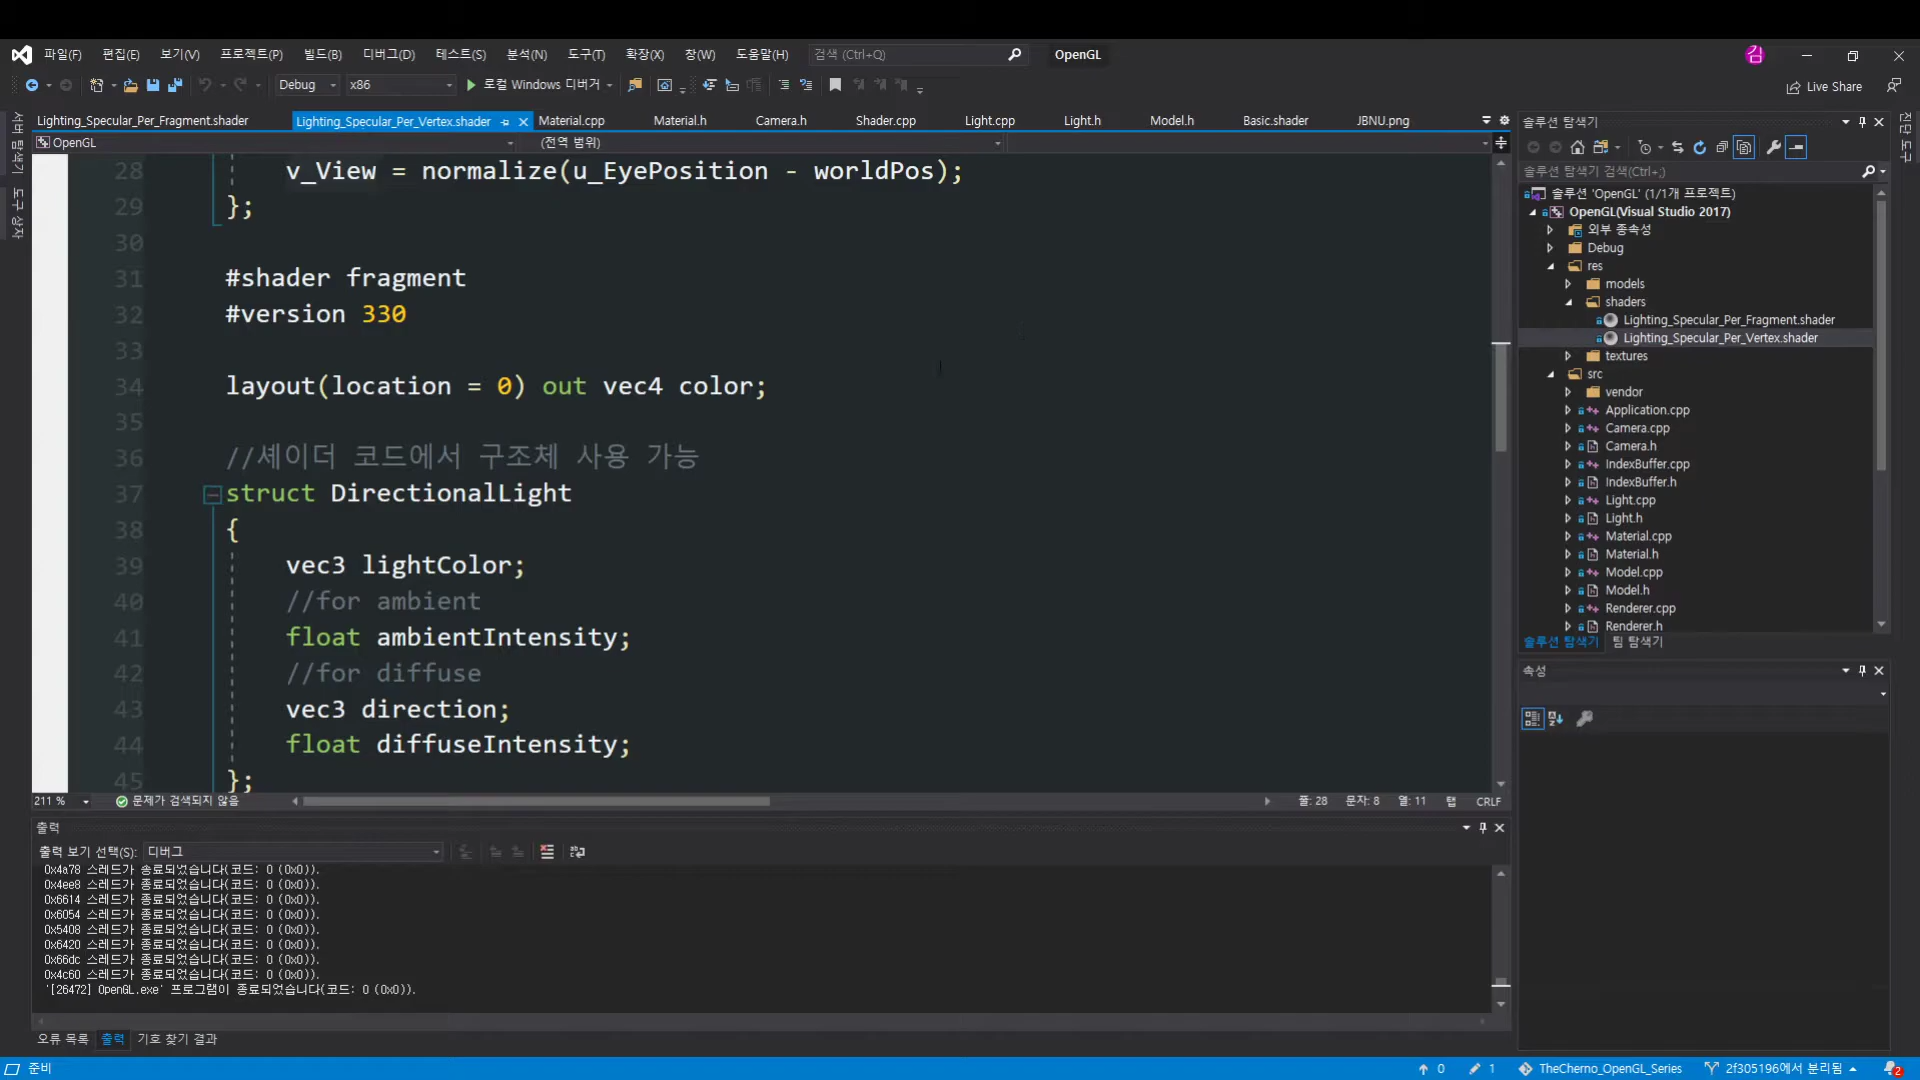 파일(F) 편집(E) 보기(V) 프로젝트(P) 빌드(B) 디버그(D) 테스트(S) 분석(N) 도구(T) 확장(X) 창(W) 도움말(H) 검색 (Ctrl+Q) OpenGL 김
Debug x86 로컬 Windows 디버거 Live Share
서버 탐색기
도구 상자
Lighting_Specular_Per_Fragment.shader Lighting_Specular_Per_Vertex.shader Material.cpp Material.h Camera.h Shader.cpp Light.cpp Light.h Model.h Basic.shader JBNU.png
OpenGL (전역 범위)
28 v_View = normalize(u_EyePosition - worldPos);
29 };
30
31 #shader fragment
32 #version 330
33
34 layout(location = 0) out vec4 color;
35
36 //셰이더 코드에서 구조체 사용 가능
37 struct DirectionalLight
38 {
39 vec3 lightColor;
40 //for ambient
41 float ambientIntensity;
42 //for diffuse
43 vec3 direction;
44 float diffuseIntensity;
45 };
211 % 문제가 검색되지 않음 줄: 28 문자: 8 열: 11 탭 CRLF
출력
출력 보기 선택(S): 디버그
0x4a78 스레드가 종료되었습니다(코드: 0 (0x0)).
0x4ee8 스레드가 종료되었습니다(코드: 0 (0x0)).
0x6614 스레드가 종료되었습니다(코드: 0 (0x0)).
0x6054 스레드가 종료되었습니다(코드: 0 (0x0)).
0x5408 스레드가 종료되었습니다(코드: 0 (0x0)).
0x6420 스레드가 종료되었습니다(코드: 0 (0x0)).
0x66dc 스레드가 종료되었습니다(코드: 0 (0x0)).
0x4c60 스레드가 종료되었습니다(코드: 0 (0x0)).
'[26472] OpenGL.exe' 프로그램이 종료되었습니다(코드: 0 (0x0)).
오류 목록 출력 기호 찾기 결과
솔루션 탐색기
솔루션 탐색기 검색(Ctrl+;)
솔루션 'OpenGL' (1/1개 프로젝트)
OpenGL(Visual Studio 2017)
외부 종속성
Debug
res
models
shaders
Lighting_Specular_Per_Fragment.shader
Lighting_Specular_Per_Vertex.shader
textures
src
vendor
Application.cpp
Camera.cpp
Camera.h
IndexBuffer.cpp
IndexBuffer.h
Light.cpp
Light.h
Material.cpp
Material.h
Model.cpp
Model.h
Renderer.cpp
Renderer.h
솔루션 탐색기 팀 탐색기
속성
진단 도구
준비 0 1 TheCherno_OpenGL_Series 2f305196에서 분리됨 2